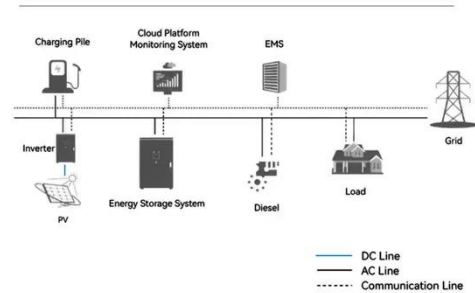 Cloud Platform
Monitoring System
Charging Pile
EMS
Grid
Inverter
PV
Energy Storage System
Diesel
Load
DC Line
AC Line
Communication Line